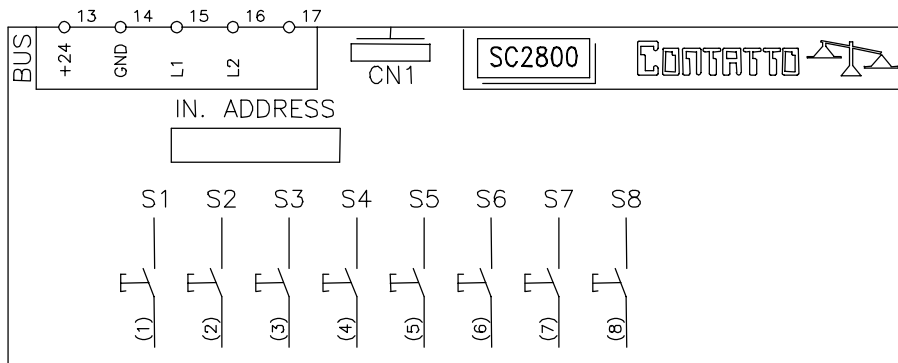 13 14 15 16 17
BUS +24 GND L1 L2
CN1
SC2800
CONTATTO
IN. ADDRESS
S1 S2 S3 S4 S5 S6 S7 S8
(1) (2) (3) (4) (5) (6) (7) (8)